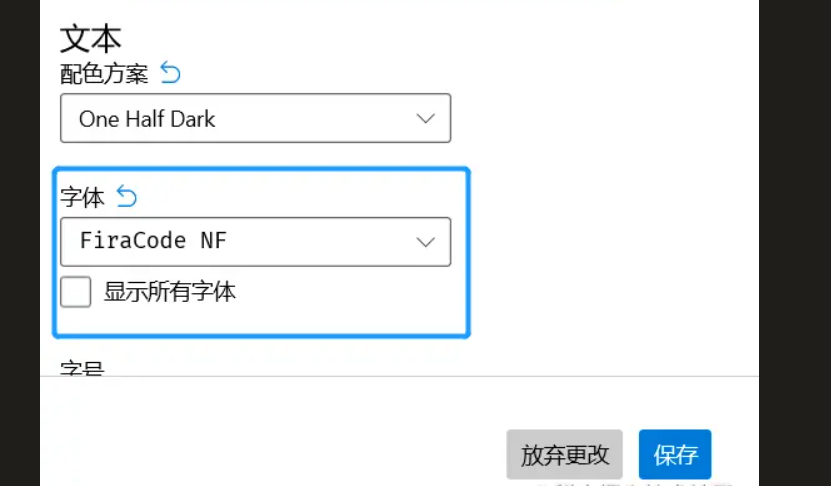 文本
配色方案
One Half Dark
字体
FiraCode NF
显示所有字体
字号
放弃更改
保存